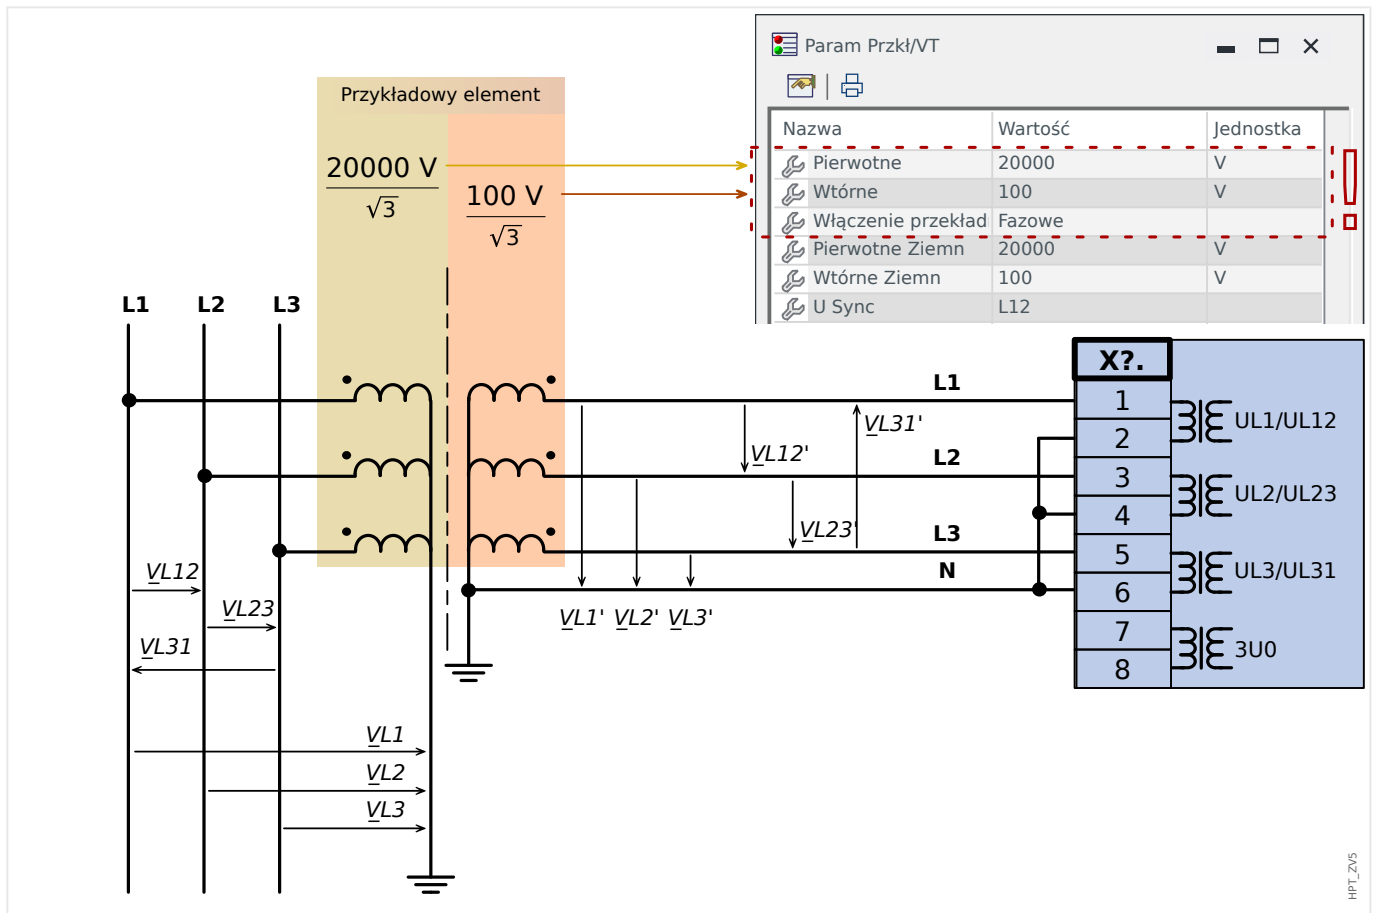 Param Przkł/VT
Nazwa Wartość Jednostka
Pierwotne 20000 V
Wtórne 100 V
Włączenie przekład Fazowe
Pierwotne Ziemn 20000 V
Wtórne Ziemn 100 V
U Sync L12
Przykładowy element
20000 V
√3
100 V
√3
L1 L2 L3
X?.
1
2
3
4
5
6
7
8
UL1/UL12
UL2/UL23
UL3/UL31
3U0
L1
L2
L3
N
VL31'
VL12'
VL23'
VL1' VL2' VL3'
VL12
VL23
VL31
VL1
VL2
VL3
HPT_ZV5